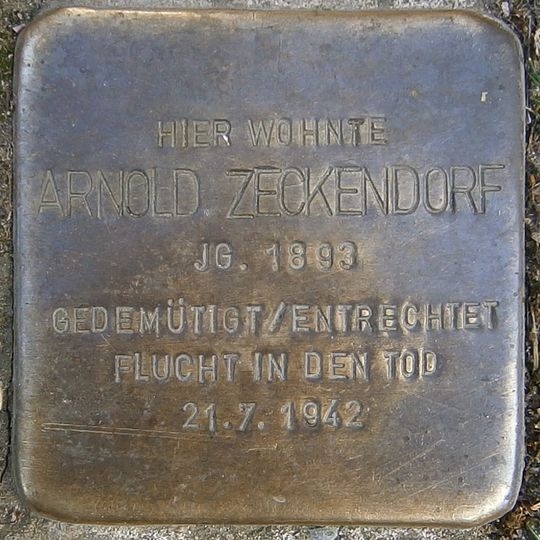 HIER WOHNTE
ARNOLD ZECKENDORF
JG. 1893
GEDEMÜTIGT/ENTRECHTET
FLUCHT IN DEN TOD
21.7.1942